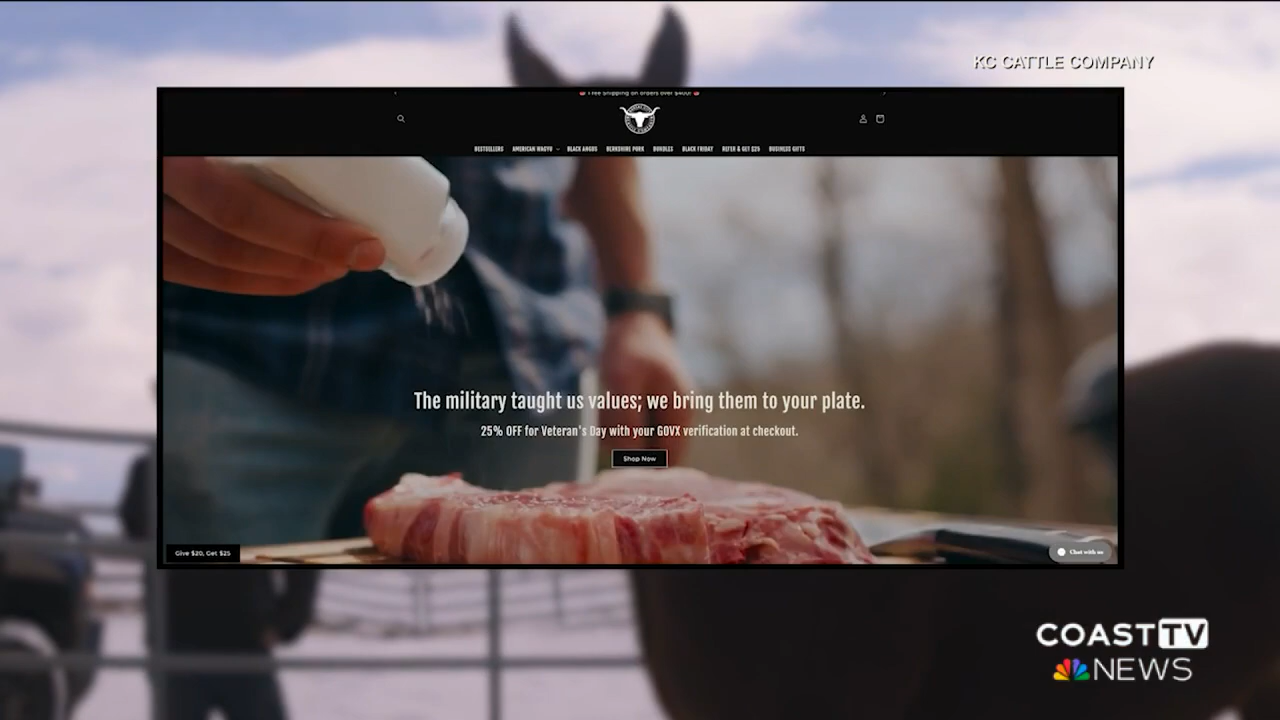 KC CATTLE COMPANY
Free Shipping on orders over $400!
BESTSELLERS AMERICAN WAGYU BLACK ANGUS BERKSHIRE PORK BUNDLES BLACK FRIDAY REFER & GET $25 BUSINESS GIFTS
The military taught us values; we bring them to your plate.
25% OFF for Veteran's Day with your GOVX verification at checkout.
Shop Now
Give $20, Get $25
Chat with us
COAST TV
NEWS